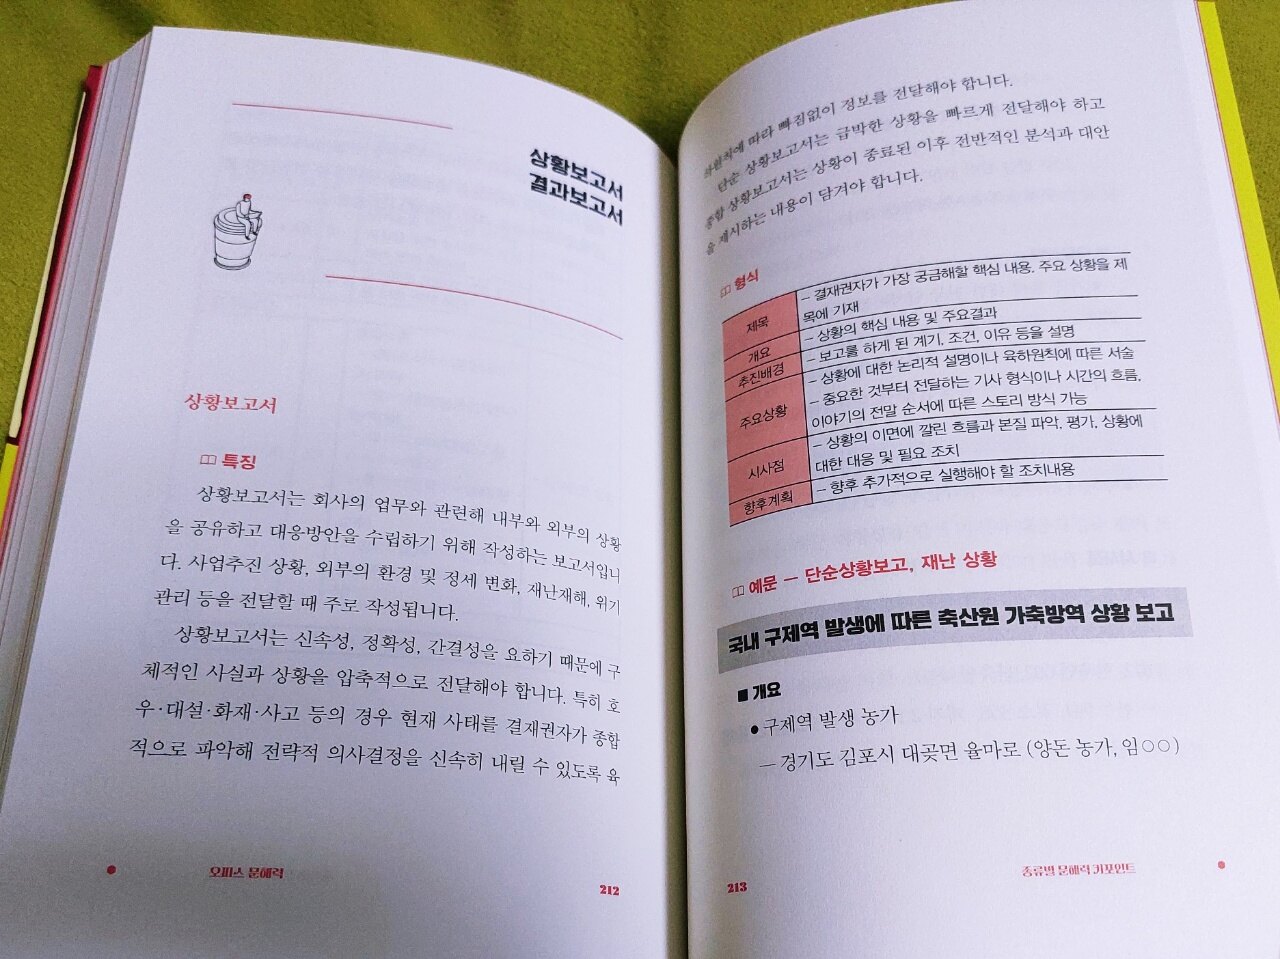 상황보고서
결과보고서
상황보고서
특징
상황보고서는 회사의 업무와 관련해 내부와 외부의 상황
을 공유하고 대응방안을 수립하기 위해 작성하는 보고서입니
다. 사업추진 상황, 외부의 환경 및 정세 변화, 재난재해, 위기
관리 등을 전달할 때 주로 작성됩니다.
상황보고서는 신속성, 정확성, 간결성을 요하기 때문에 구
체적인 사실과 상황을 압축적으로 전달해야 합니다. 특히 호
우·대설·화재·사고 등의 경우 현재 사태를 결재권자가 종합
적으로 파악해 전략적 의사결정을 신속히 내릴 수 있도록 육
오피스 문해력
212
하원칙에 따라 빠짐없이 정보를 전달해야 합니다.
단순 상황보고서는 급박한 상황을 빠르게 전달해야 하고
종합 상황보고서는 상황이 종료된 이후 전반적인 분석과 대안
을 제시하는 내용이 담겨야 합니다.
형식
제목
– 결재권자가 가장 궁금해할 핵심 내용. 주요 상황을 제
목에 기재
개요
– 상황의 핵심 내용 및 주요결과
추진배경
– 보고를 하게 된 계기, 조건, 이유 등을 설명
주요상황
– 상황에 대한 논리적 설명이나 육하원칙에 따른 서술
– 중요한 것부터 전달하는 기사 형식이나 시간의 흐름,
이야기의 전말 순서에 따른 스토리 방식 가능
시사점
– 상황의 이면에 깔린 흐름과 본질 파악, 평가, 상황에
대한 대응 및 필요 조치
향후계획
– 향후 추가적으로 실행해야 할 조치내용
예문 – 단순상황보고, 재난 상황
국내 구제역 발생에 따른 축산원 가축방역 상황 보고
■ 개요
● 구제역 발생 농가
– 경기도 김포시 대곶면 율마로 (양돈 농가, 임○○)
213
종류별 문해력 키포인트